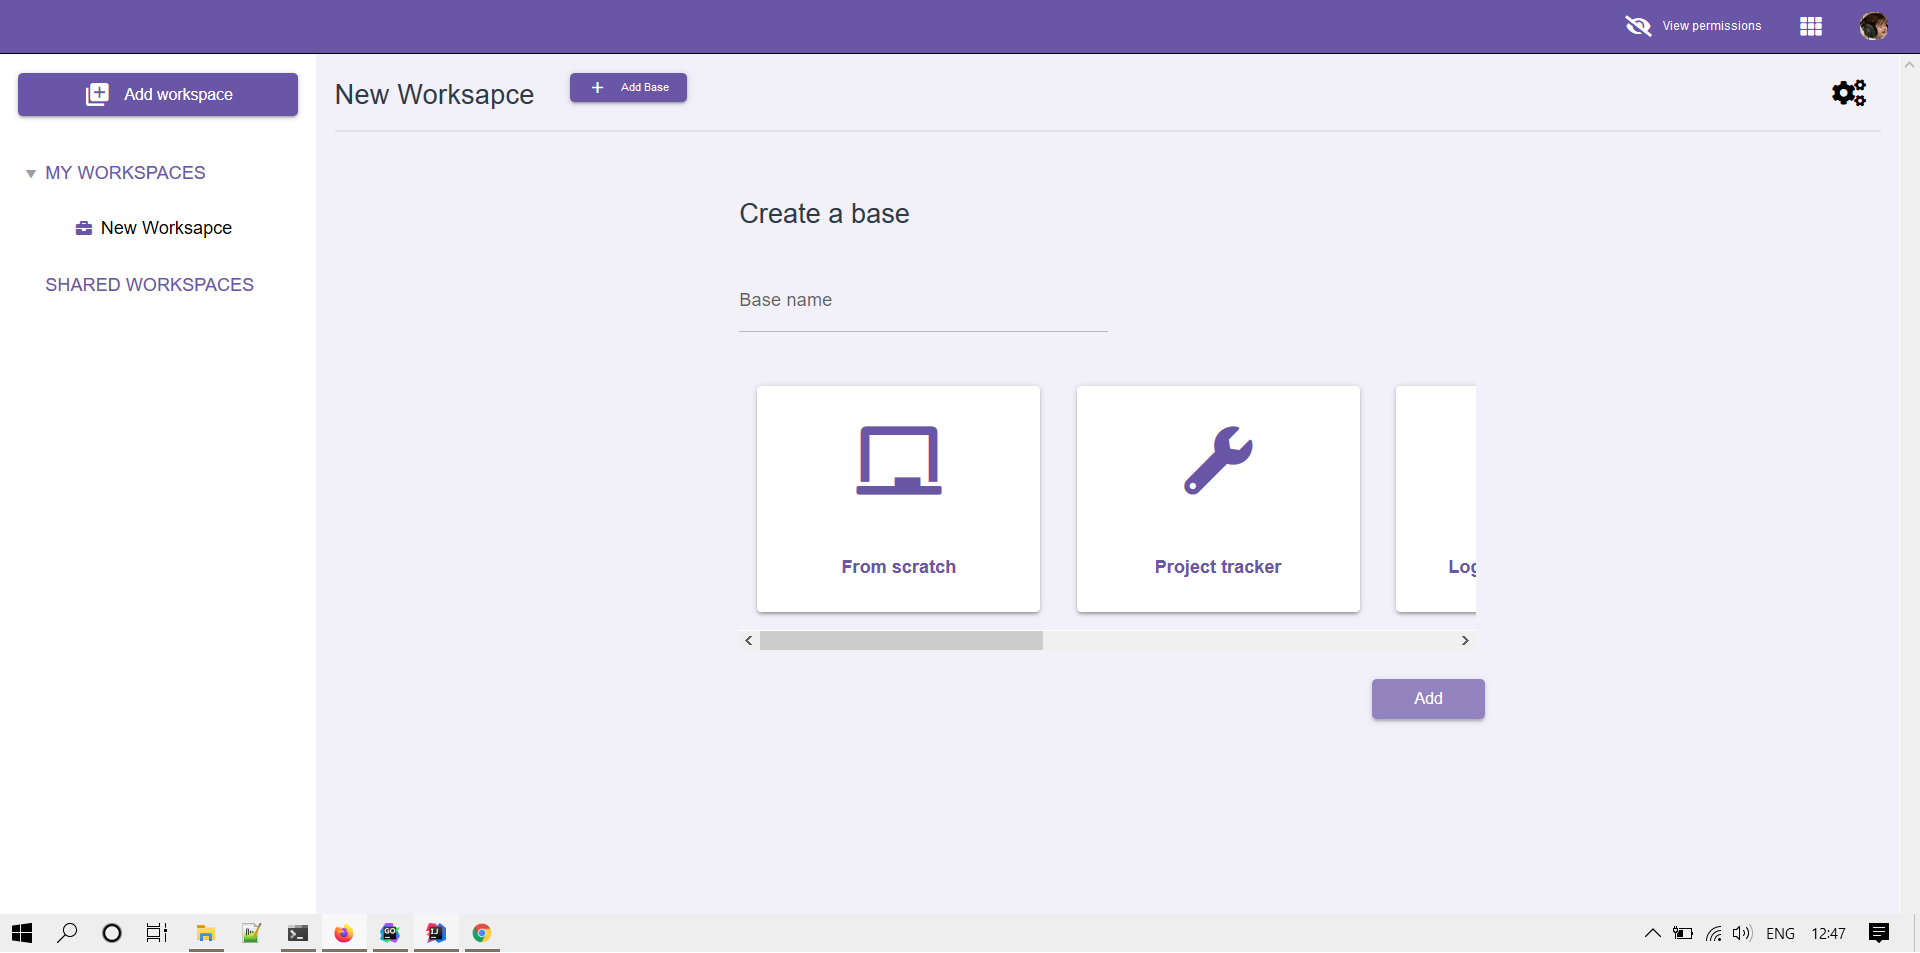 View permissions
Add workspace
New Worksapce
Add Base
MY WORKSPACES
New Worksapce
SHARED WORKSPACES
Create a base
Base name
From scratch
Project tracker
Log
Add
ENG
12:47